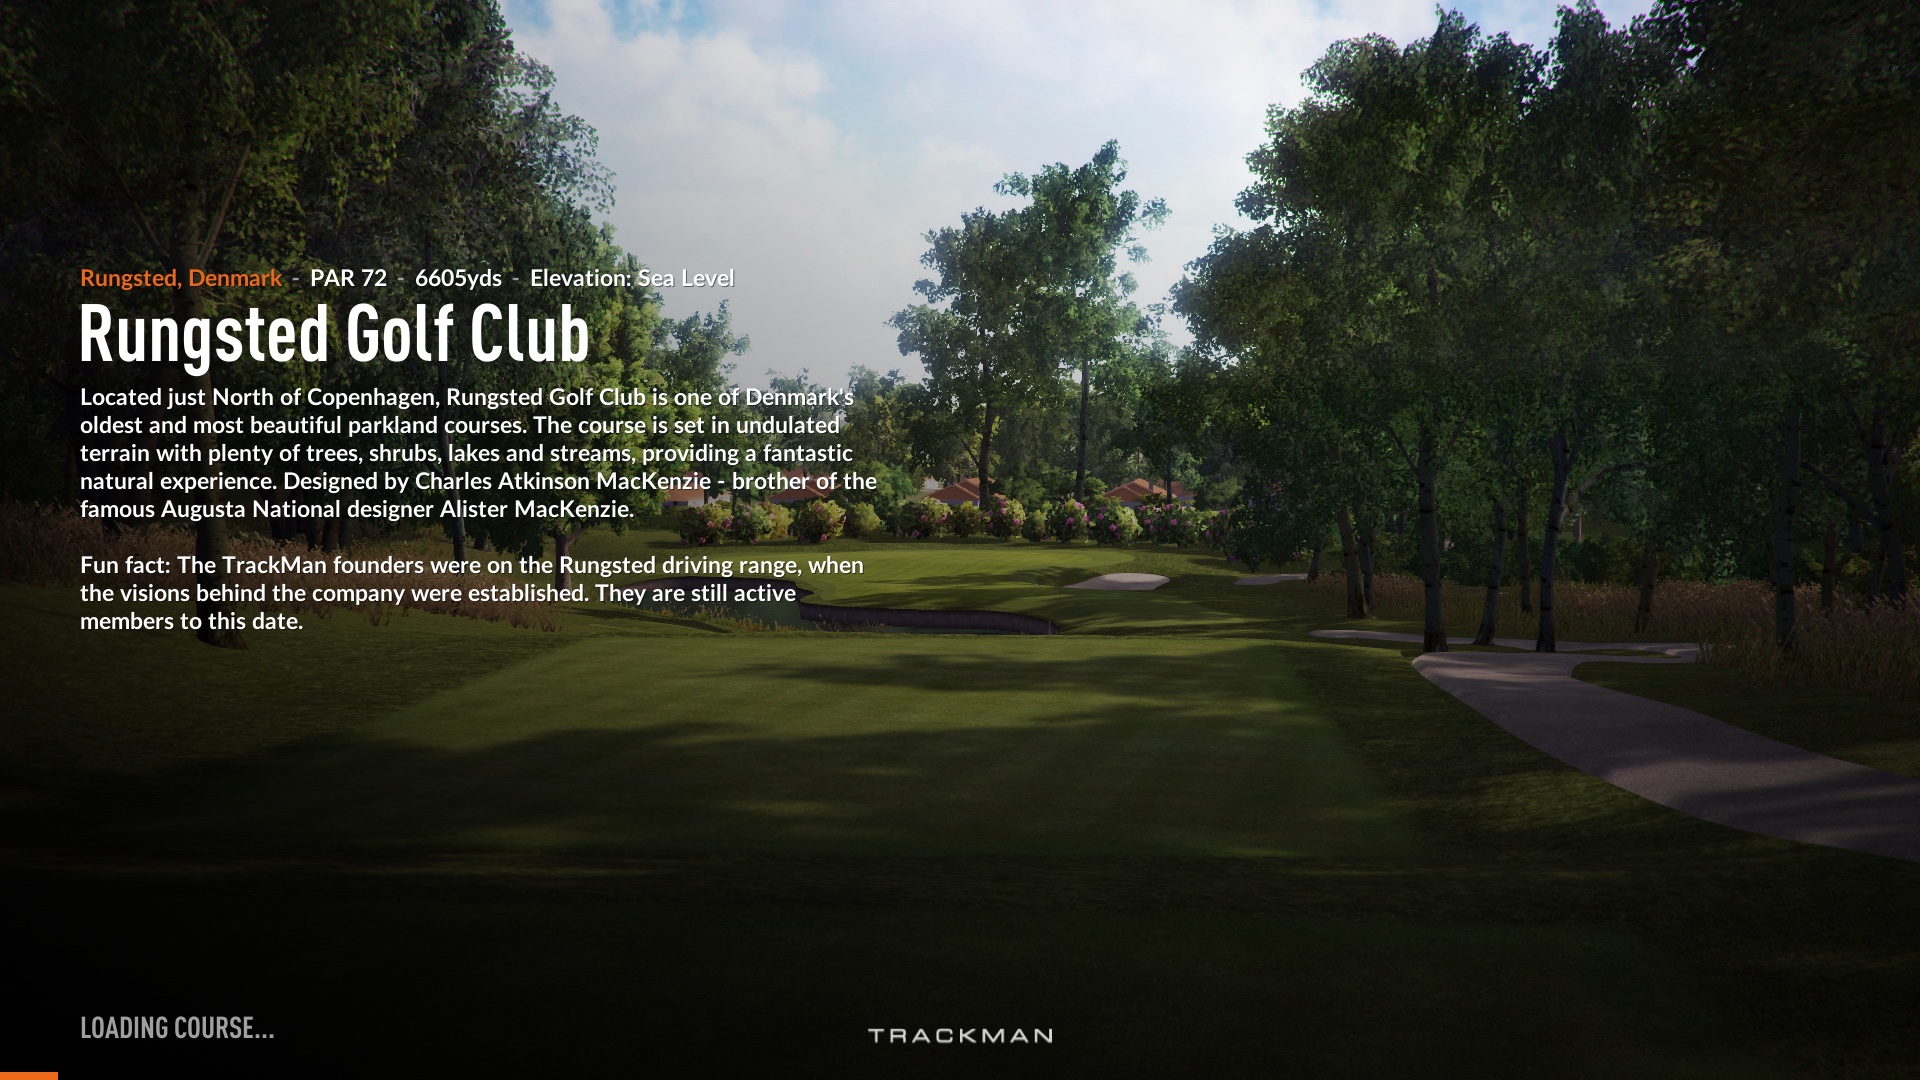 Rungsted, Denmark - PAR 72 - 6605yds - Elevation: Sea Level
Rungsted Golf Club
Located just North of Copenhagen, Rungsted Golf Club is one of Denmark's
oldest and most beautiful parkland courses. The course is set in undulated
terrain with plenty of trees, shrubs, lakes and streams, providing a fantastic
natural experience. Designed by Charles Atkinson MacKenzie - brother of the
famous Augusta National designer Alister MacKenzie.
Fun fact: The TrackMan founders were on the Rungsted driving range, when
the visions behind the company were established. They are still active
members to this date.
LOADING COURSE...
TRACKMAN